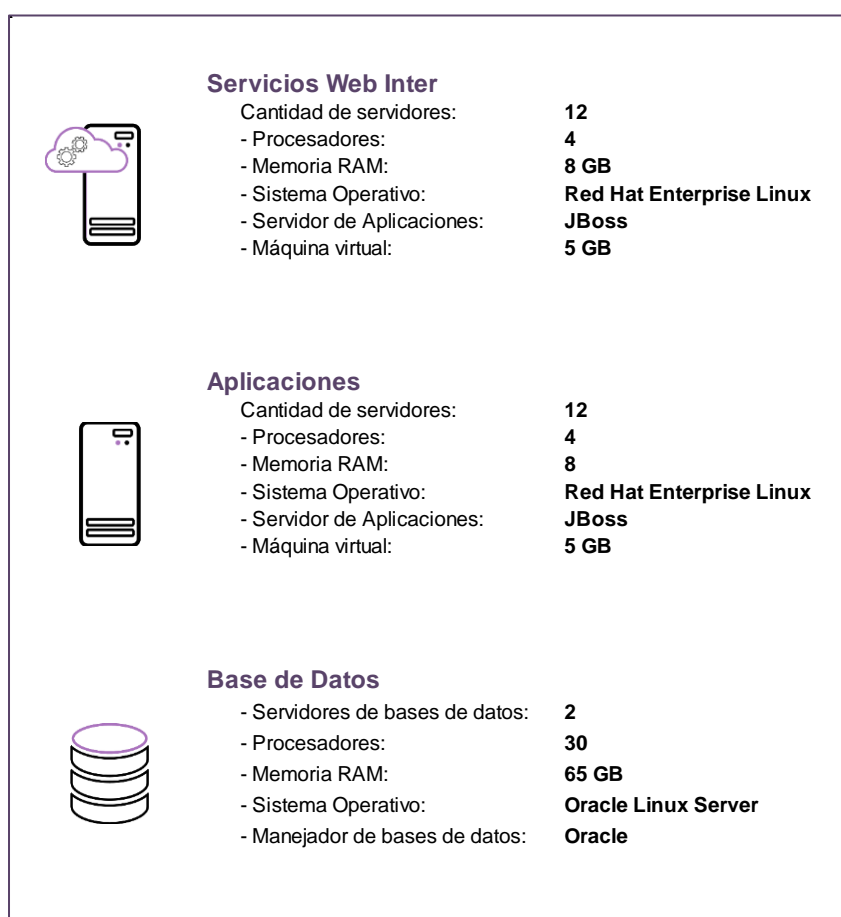 Servicios Web Inter
Cantidad de servidores: 12
- Procesadores: 4
- Memoria RAM: 8 GB
- Sistema Operativo: Red Hat Enterprise Linux
- Servidor de Aplicaciones: JBoss
- Máquina virtual: 5 GB
Aplicaciones
Cantidad de servidores: 12
- Procesadores: 4
- Memoria RAM: 8
- Sistema Operativo: Red Hat Enterprise Linux
- Servidor de Aplicaciones: JBoss
- Máquina virtual: 5 GB
Base de Datos
- Servidores de bases de datos: 2
- Procesadores: 30
- Memoria RAM: 65 GB
- Sistema Operativo: Oracle Linux Server
- Manejador de bases de datos: Oracle